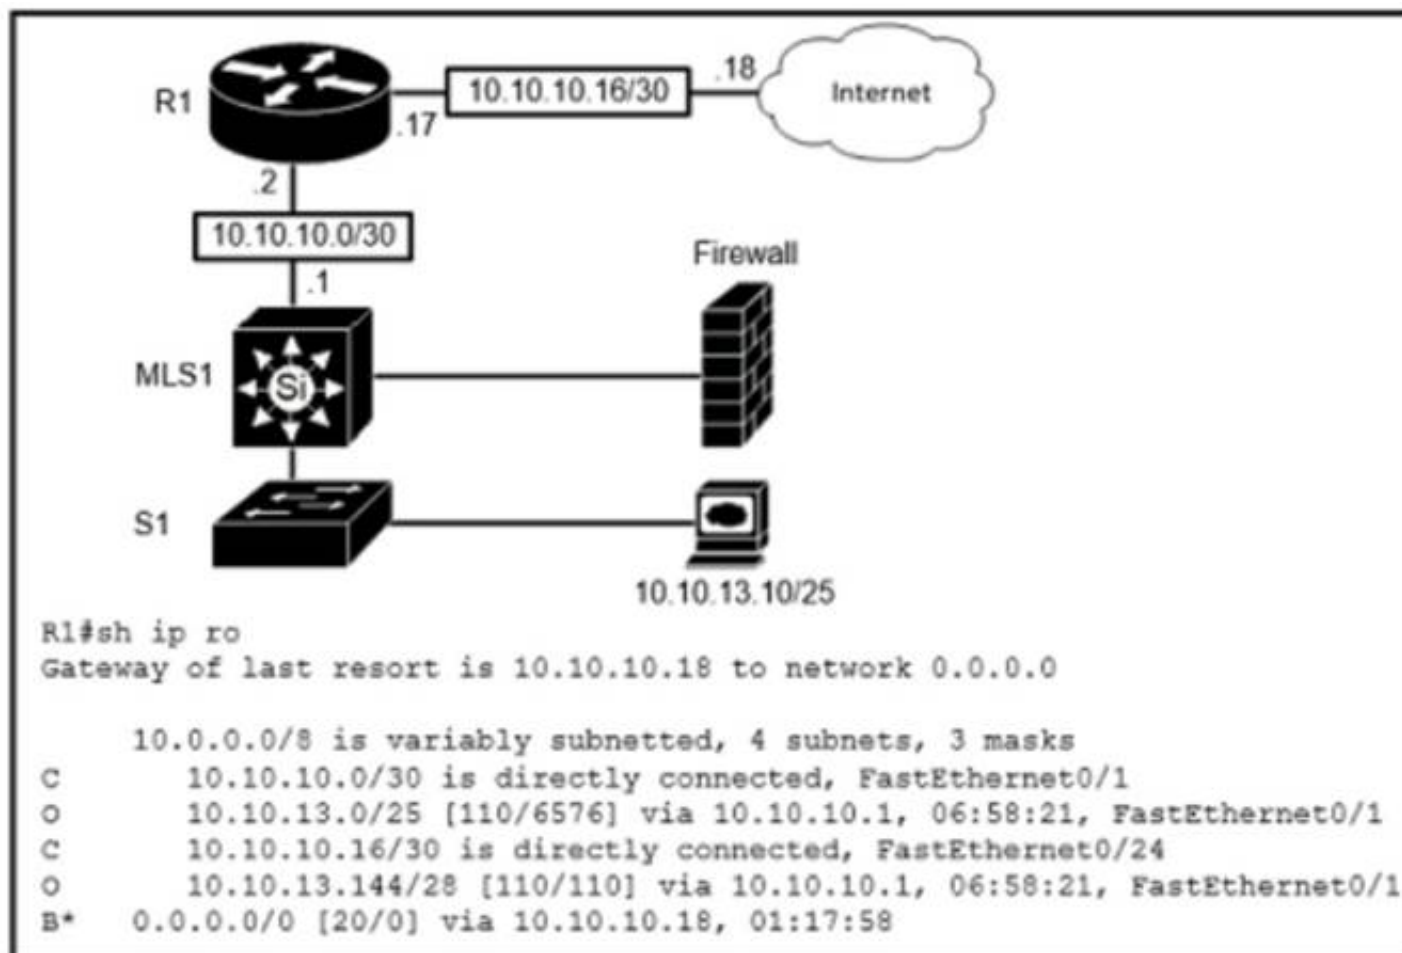 R1
.17
10.10.10.16/30
.18
Internet
.2
10.10.10.0/30
.1
Firewall
MLS1
Si
S1
10.10.13.10/25
R1#sh ip ro
Gateway of last resort is 10.10.10.18 to network 0.0.0.0
10.0.0.0/8 is variably subnetted, 4 subnets, 3 masks
C 10.10.10.0/30 is directly connected, FastEthernet0/1
O 10.10.13.0/25 [110/6576] via 10.10.10.1, 06:58:21, FastEthernet0/1
C 10.10.10.16/30 is directly connected, FastEthernet0/24
O 10.10.13.144/28 [110/110] via 10.10.10.1, 06:58:21, FastEthernet0/1
B* 0.0.0.0/0 [20/0] via 10.10.10.18, 01:17:58